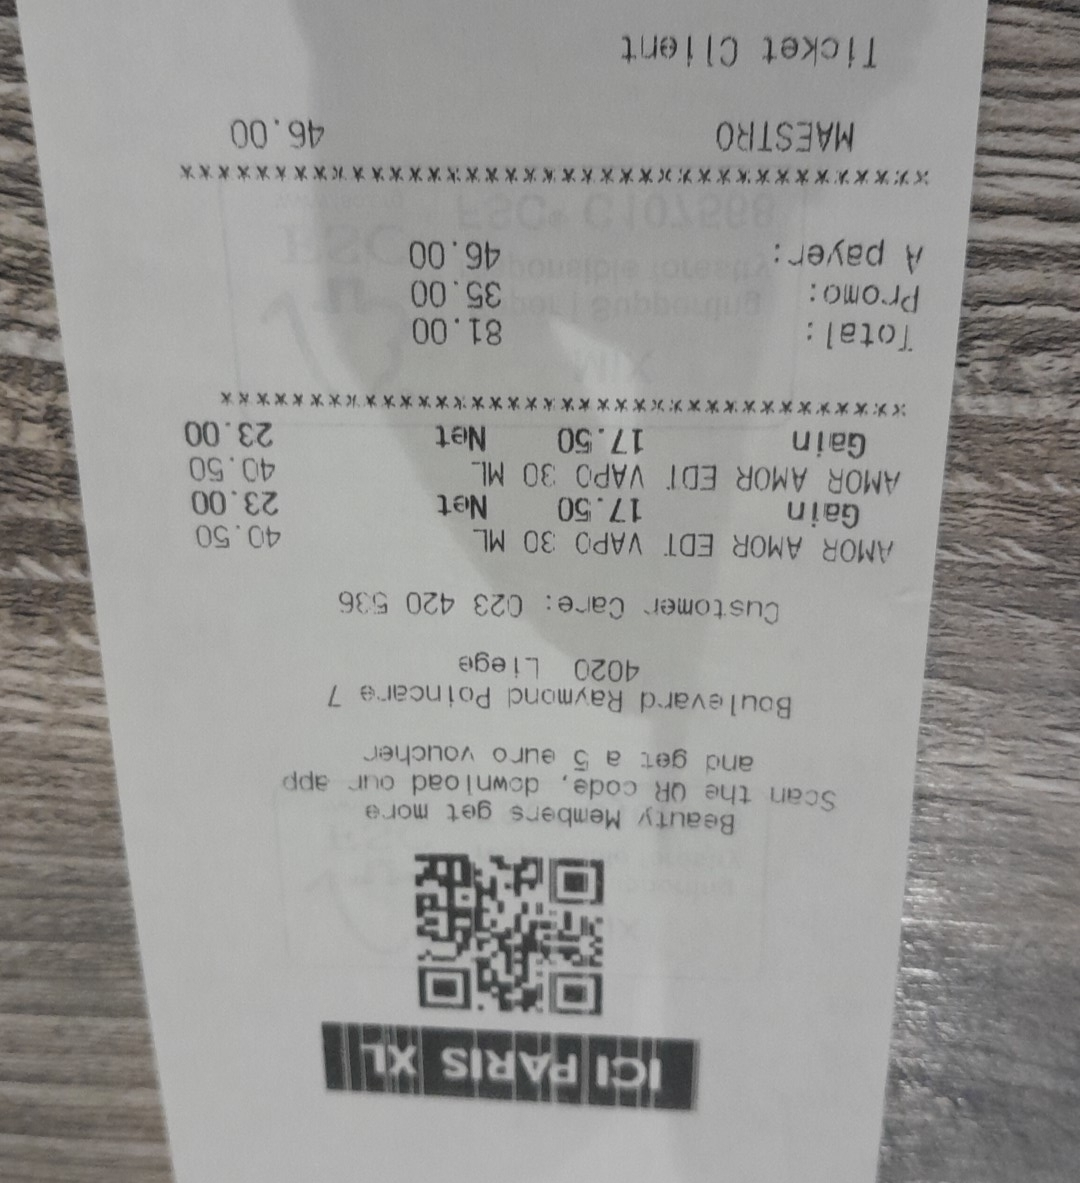 ICI PARIS XL
Beauty Members get more
Scan the QR code, download our app
and get a 5 euro voucher
Boulevard Raymond Poincare 7
4020 Liege
Customer Care: 023 420 536
AMOR AMOR EDT VAPO 30 ML 40.50
Gain 17.50 Net 23.00
AMOR AMOR EDT VAPO 30 ML 40.50
Gain 17.50 Net 23.00
**************************************
Total: 81.00
Promo: 35.00
A payer: 46.00
*****************************************
MAESTRO 46.00
Ticket Client